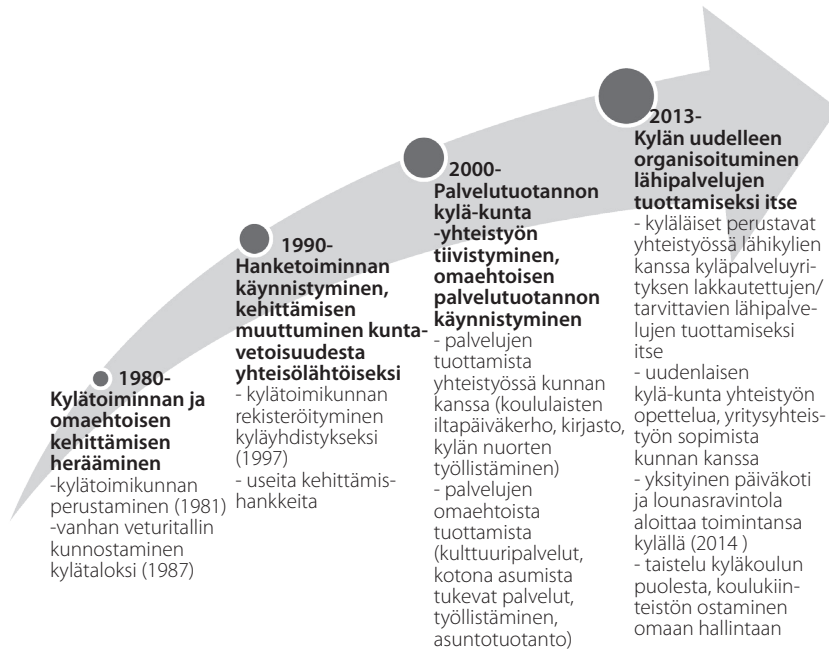 1980-
Kylätoiminnan ja
omaehtoisen
kehittämisen
herääminen
-kylätoimikunnan
perustaminen (1981)
-vanhan veturitallin
kunnostaminen
kylätaloksi (1987)
1990-
Hanketoiminnan
käynnistyminen,
kehittämisen
muuttuminen kunta-
vetoisuudesta
yhteisölähtöiseksi
- kylätoimikunnan
rekisteröityminen
kyläyhdistykseksi
(1997)
- useita kehittämis-
hankkeita
2000-
Palvelutuotannon
kylä-kunta
-yhteistyön
tiivistyminen,
omaehtoisen
palvelutuotannon
käynnistyminen
- palvelujen
tuottamista
yhteistyössä kunnan
kanssa (koululaisten
iltapäiväkerho, kirjasto,
kylän nuorten
työllistäminen)
- palvelujen
omaehtoista
tuottamista
(kulttuuripalvelut,
kotona asumista
tukevat palvelut,
työllistäminen,
asuntotuotanto)
2013-
Kylän uudelleen
organisoituminen
lähipalvelujen
tuottamiseksi itse
- kyläläiset perustavat
yhteistyössä lähikylien
kanssa kyläpalveluyri-
tyksen lakkautettujen/
tarvittavien lähipalve-
lujen tuottamiseksi
itse
- uudenlaisen
kylä-kunta yhteistyön
opettelua, yritysyhteis-
työn sopimista
kunnan kanssa
- yksityinen päiväkoti
ja lounasravintola
aloittaa toimintansa
kylällä (2014 )
- taistelu kyläkoulun
puolesta, koulukiin-
teistön ostaminen
omaan hallintaan